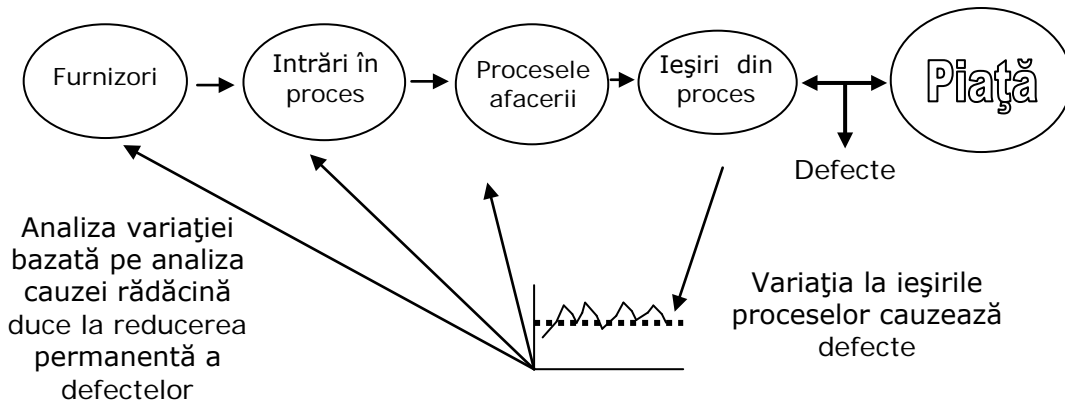 Furnizori
Intrări în
proces
Procesele
afacerii
Ieşiri din
proces
Piaţă
Defecte
Analiza variaţiei
bazată pe analiza
cauzei rădăcină
duce la reducerea
permanentă a
defectelor
Variaţia la ieşirile
proceselor cauzează
defecte